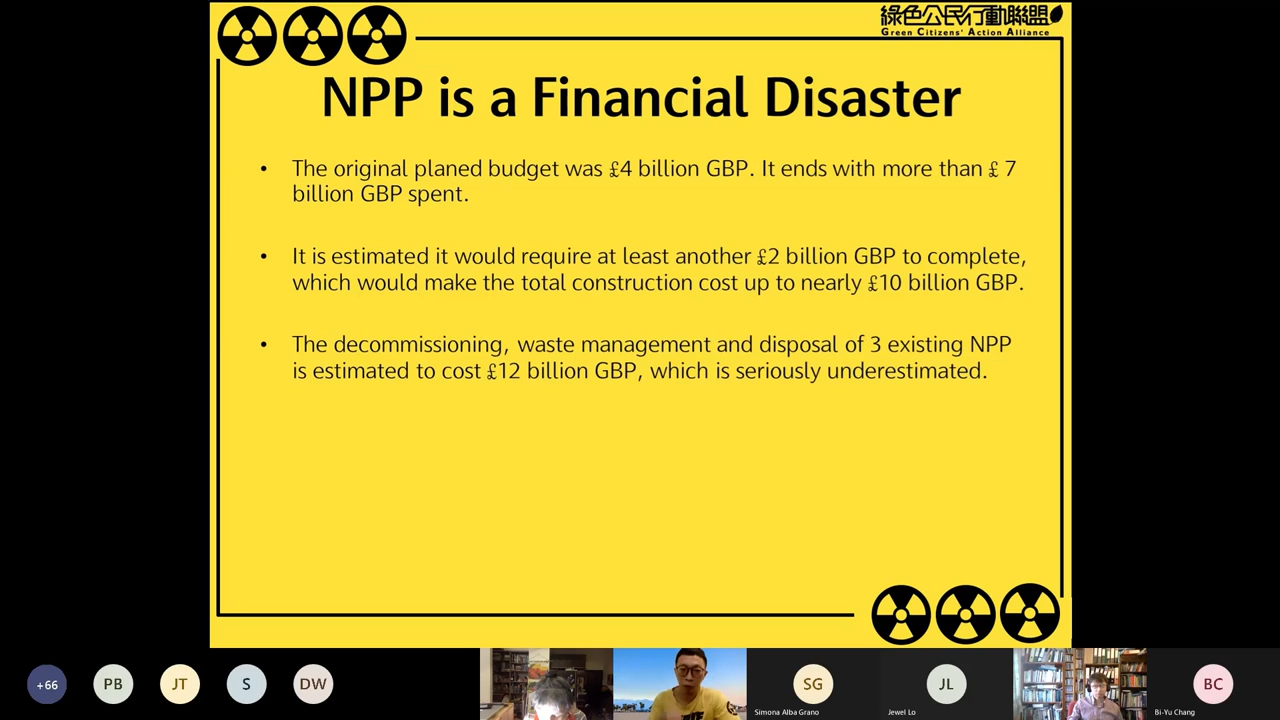 綠色公民行動聯盟
Green Citizens' Action Alliance
NPP is a Financial Disaster
• The original planed budget was £4 billion GBP. It ends with more than £ 7
billion GBP spent.
• It is estimated it would require at least another £2 billion GBP to complete,
which would make the total construction cost up to nearly £10 billion GBP.
• The decommissioning, waste management and disposal of 3 existing NPP
is estimated to cost £12 billion GBP, which is seriously underestimated.
+66
PB
JT
S
DW
SG
Simona Alba Grano
JL
Jewel Lo
BC
Bi-Yu Chang